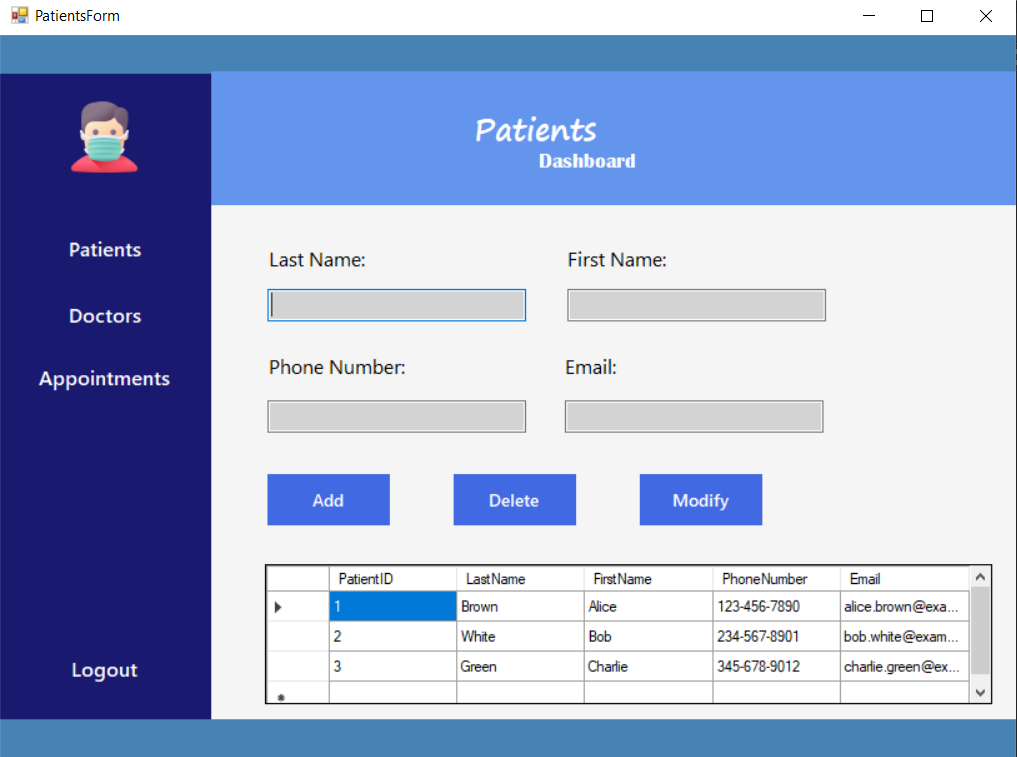 PatientsForm
Patients
Dashboard
Patients
Doctors
Appointments
Logout
Last Name: First Name:
Phone Number: Email:
Add Delete Modify
PatientID LastName FirstName PhoneNumber Email
1 Brown Alice 123-456-7890 alice.brown@exa...
2 White Bob 234-567-8901 bob.white@exam...
3 Green Charlie 345-678-9012 charlie.green@ex...